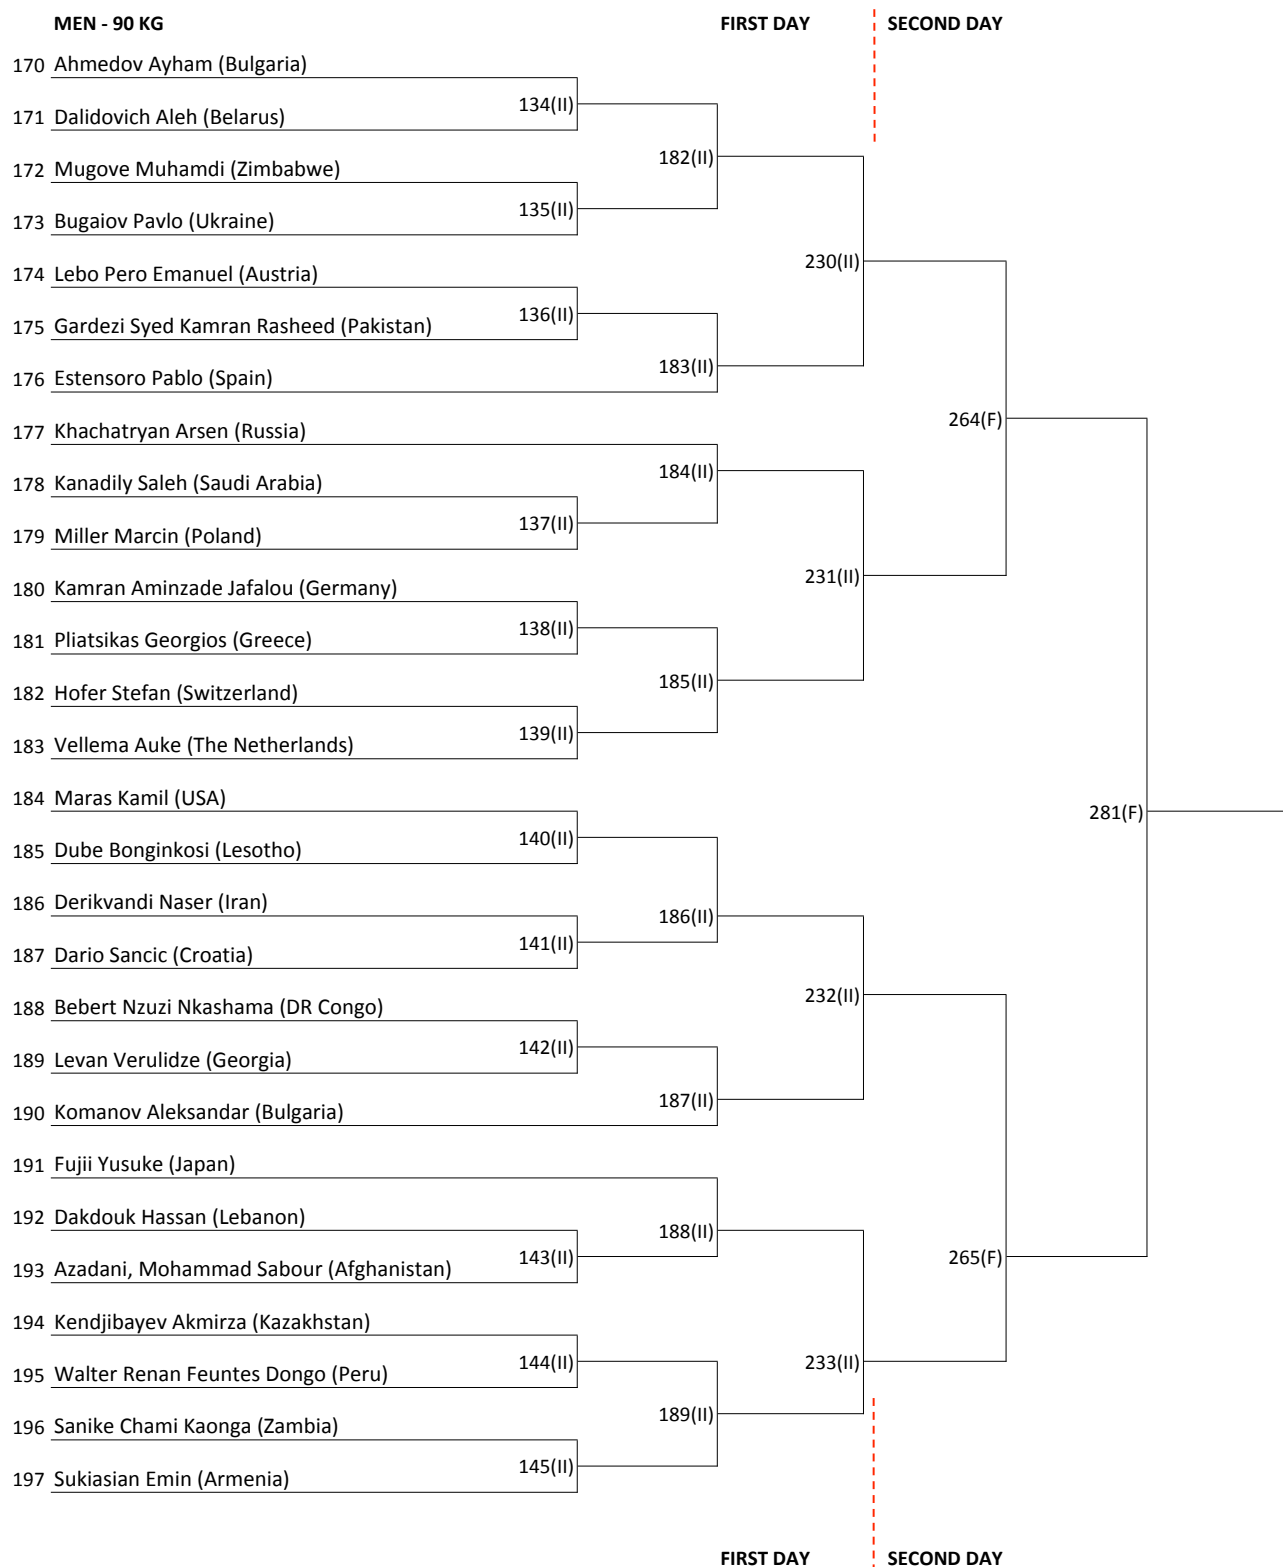 MEN - 90 KG FIRST DAY SECOND DAY
170 Ahmedov Ayham (Bulgaria)
134(II)
171 Dalidovich Aleh (Belarus)
182(II)
172 Mugove Muhamdi (Zimbabwe)
135(II)
173 Bugaiov Pavlo (Ukraine)
230(II)
174 Lebo Pero Emanuel (Austria)
136(II)
175 Gardezi Syed Kamran Rasheed (Pakistan)
183(II)
176 Estensoro Pablo (Spain)
264(F)
177 Khachatryan Arsen (Russia)
184(II)
178 Kanadily Saleh (Saudi Arabia)
137(II)
179 Miller Marcin (Poland)
231(II)
180 Kamran Aminzade Jafalou (Germany)
138(II)
181 Pliatsikas Georgios (Greece)
185(II)
182 Hofer Stefan (Switzerland)
139(II)
183 Vellema Auke (The Netherlands)
184 Maras Kamil (USA)
281(F)
140(II)
185 Dube Bonginkosi (Lesotho)
186 Derikvandi Naser (Iran)
186(II)
141(II)
187 Dario Sancic (Croatia)
232(II)
188 Bebert Nzuzi Nkashama (DR Congo)
142(II)
189 Levan Verulidze (Georgia)
187(II)
190 Komanov Aleksandar (Bulgaria)
191 Fujii Yusuke (Japan)
192 Dakdouk Hassan (Lebanon)
188(II)
143(II)
265(F)
193 Azadani, Mohammad Sabour (Afghanistan)
194 Kendjibayev Akmirza (Kazakhstan)
144(II)
233(II)
195 Walter Renan Feuntes Dongo (Peru)
189(II)
196 Sanike Chami Kaonga (Zambia)
145(II)
197 Sukiasian Emin (Armenia)
FIRST DAY SECOND DAY